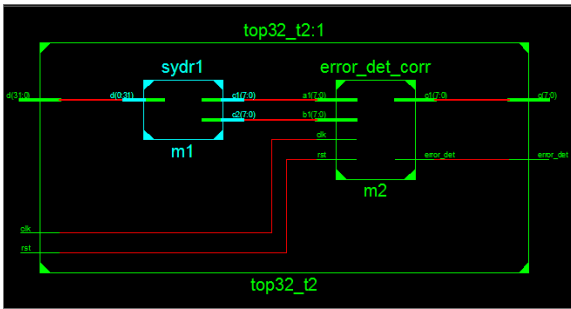 top32_t2:1
sydr1
error_det_corr
d(31:0)
d(0:31)
c1(7:0)
a1(7:0)
q1(7:0)
q(7:0)
c2(7:0)
b1(7:0)
clk
rst
error_det
error_det
m1
m2
clk
rst
top32_t2